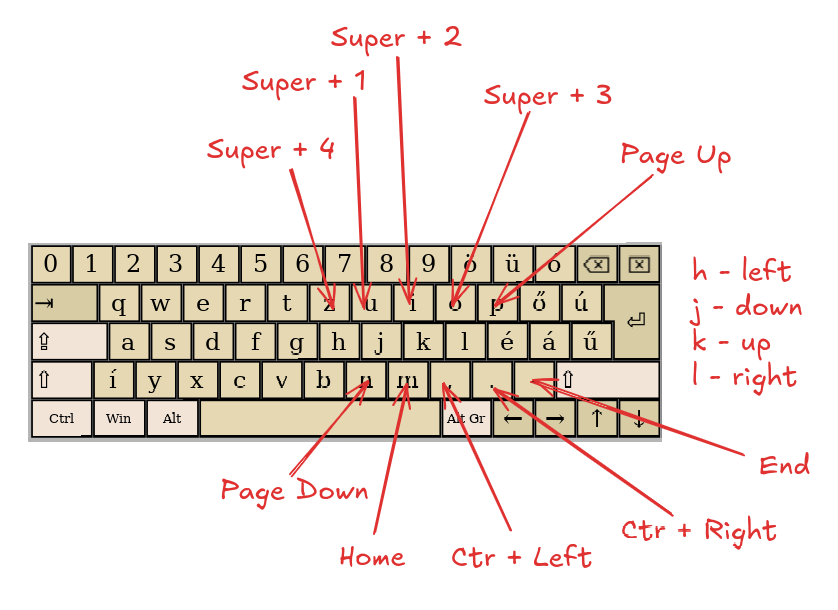 Super + 2
Super + 1
Super + 3
Super + 4
Page Up
0 1 2 3 4 5 6 7 8 9 ö ü ó
h - left
q w e r t z u i o p ő ú
j - down
a s d f g h j k l é á ű
k - up
í y x c v b n m , .
l - right
Ctrl Win Alt Alt Gr ← → ↑ ↓
End
Page Down
Ctr + Right
Home
Ctr + Left